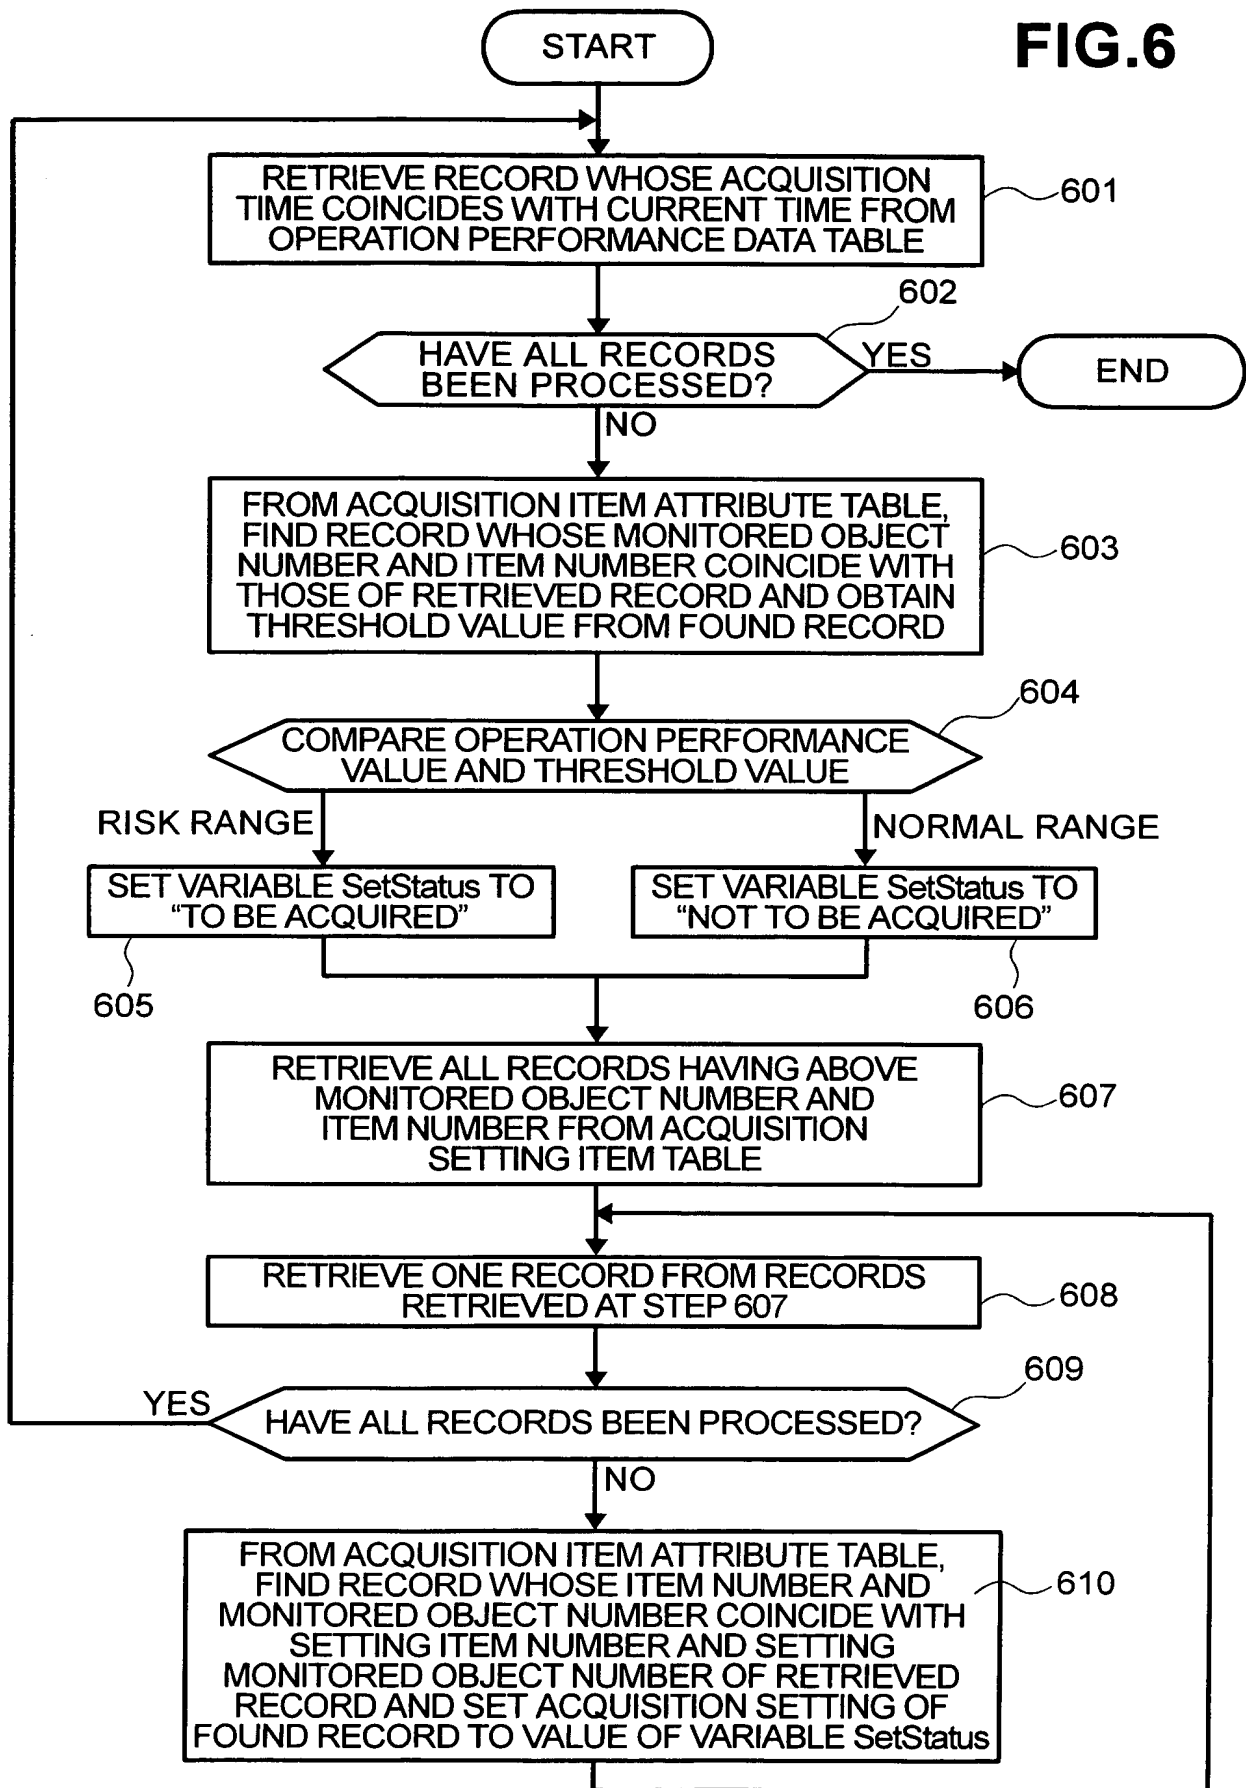 START
FIG.6
RETRIEVE RECORD WHOSE ACQUISITION
TIME COINCIDES WITH CURRENT TIME FROM
OPERATION PERFORMANCE DATA TABLE
601
602
HAVE ALL RECORDS
BEEN PROCESSED?
YES
END
NO
FROM ACQUISITION ITEM ATTRIBUTE TABLE,
FIND RECORD WHOSE MONITORED OBJECT
NUMBER AND ITEM NUMBER COINCIDE WITH
THOSE OF RETRIEVED RECORD AND OBTAIN
THRESHOLD VALUE FROM FOUND RECORD
603
604
COMPARE OPERATION PERFORMANCE
VALUE AND THRESHOLD VALUE
RISK RANGE
NORMAL RANGE
SET VARIABLE SetStatus TO
“TO BE ACQUIRED”
SET VARIABLE SetStatus TO
“NOT TO BE ACQUIRED”
605
606
RETRIEVE ALL RECORDS HAVING ABOVE
MONITORED OBJECT NUMBER AND
ITEM NUMBER FROM ACQUISITION
SETTING ITEM TABLE
607
RETRIEVE ONE RECORD FROM RECORDS
RETRIEVED AT STEP 607
608
609
YES
HAVE ALL RECORDS BEEN PROCESSED?
NO
FROM ACQUISITION ITEM ATTRIBUTE TABLE,
FIND RECORD WHOSE ITEM NUMBER AND
MONITORED OBJECT NUMBER COINCIDE WITH
SETTING ITEM NUMBER AND SETTING
MONITORED OBJECT NUMBER OF RETRIEVED
RECORD AND SET ACQUISITION SETTING OF
FOUND RECORD TO VALUE OF VARIABLE SetStatus
610